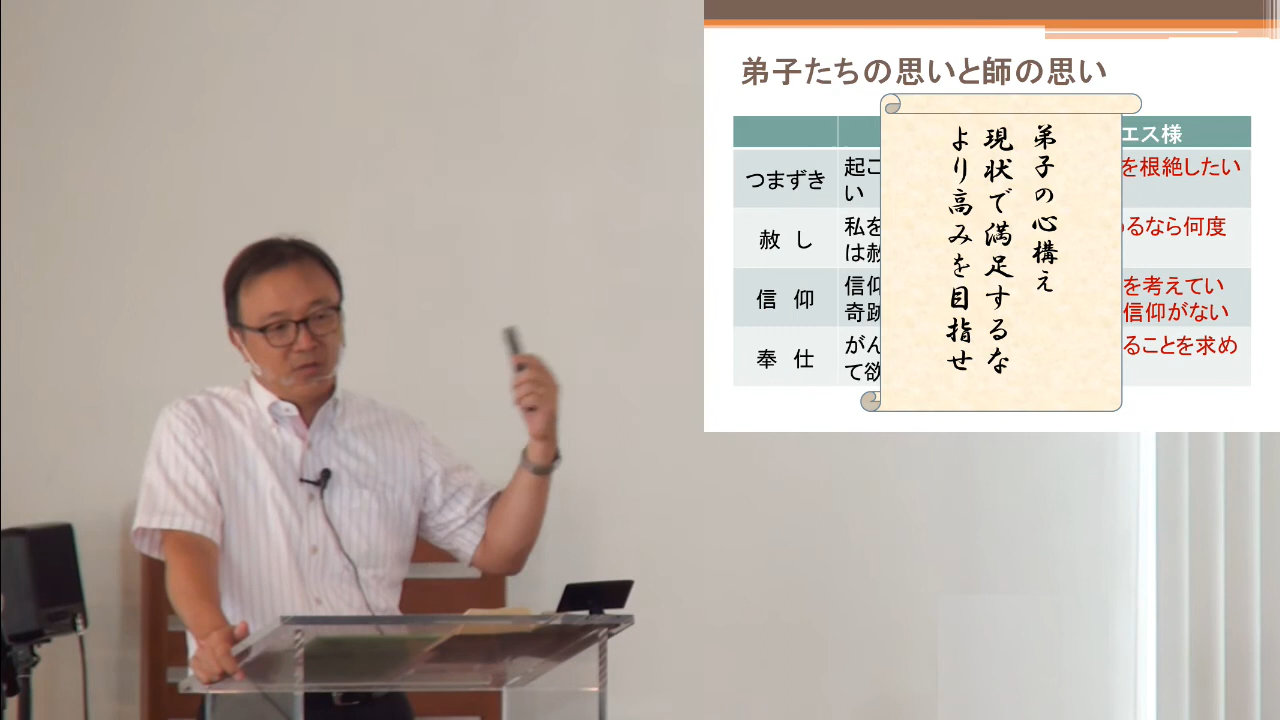 弟子たちの思いと師の思い
エス様
つまずき
起こ
い
を根絶したい
赦 し
私を
は赦
るなら何度
信 仰
信仰
奇跡
を考えてい
信仰がない
奉 仕
がん
て欲
ることを求め
弟子の心構え
現状で満足するな
より高みを目指せ